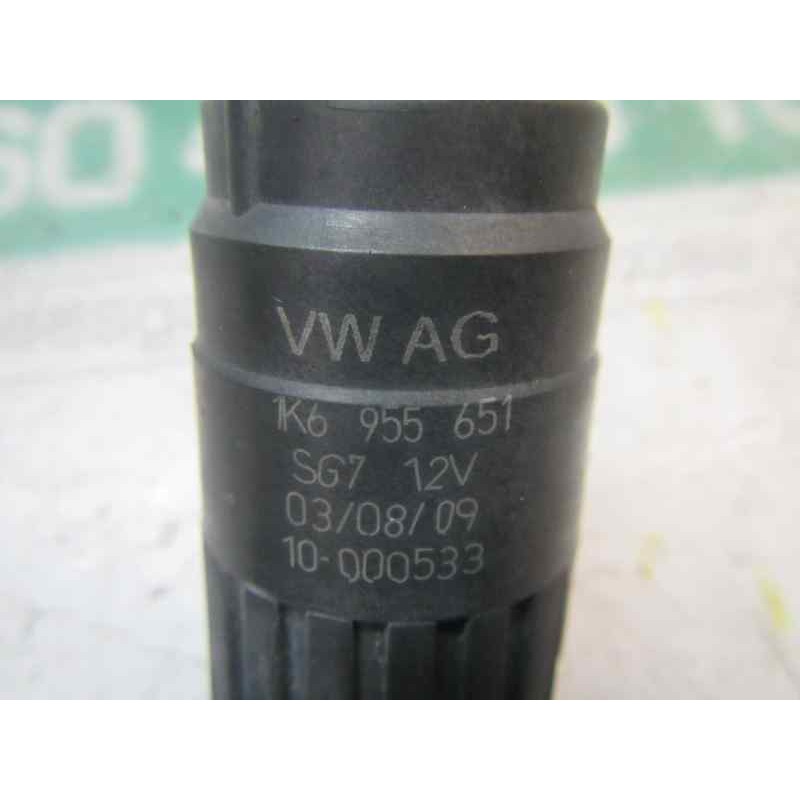 VW AG
1K6 955 651
SG7 12V
03/08/09
10-000533